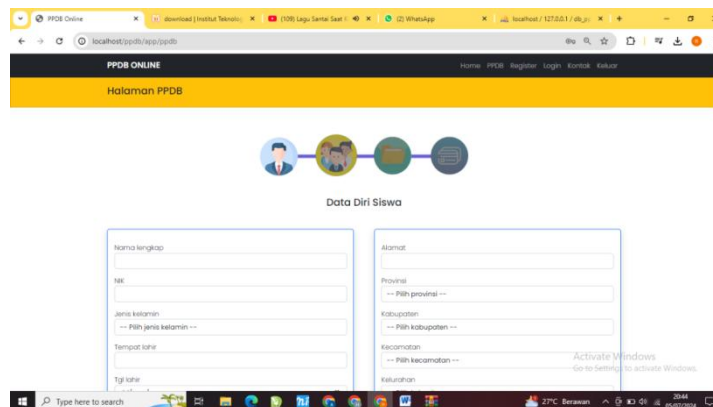 PPDB Online
download | Institut Teknolo
(109) Lagu Santai Saat
(2) WhatsApp
localhost / 127.0.0.1 / db_p
localhost/ppdb/app/ppdb
PPDB ONLINE
Home PPDB Register Login Kontak Keluar
Halaman PPDB
Data Diri Siswa
Nama lengkap
NIK
Jenis kelamin
-- Pilih jenis kelamin --
Tempat lahir
Tgl lahir
Alamat
Provinsi
-- Pilih provinsi --
Kabupaten
-- Pilih kabupaten --
Kecamatan
-- Pilih kecamatan --
Kelurahan
Activate Windows
Go to Settings to activate Windows.
Type here to search
27°C Berawan
20:44
05/07/2024